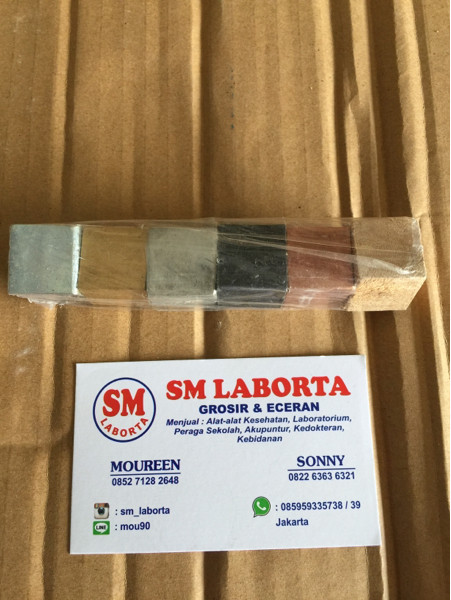 SM
LABORTA
SM LABORTA
GROSIR & ECERAN
Menjual : Alat-alat Kesehatan, Laboratorium,
Peraga Sekolah, Akupuntur, Kedokteran,
Kebidanan
MOUREEN
0852 7128 2648
SONNY
0822 6363 6321
: sm_laborta
LINE : mou90
: 085959335738 / 39
Jakarta